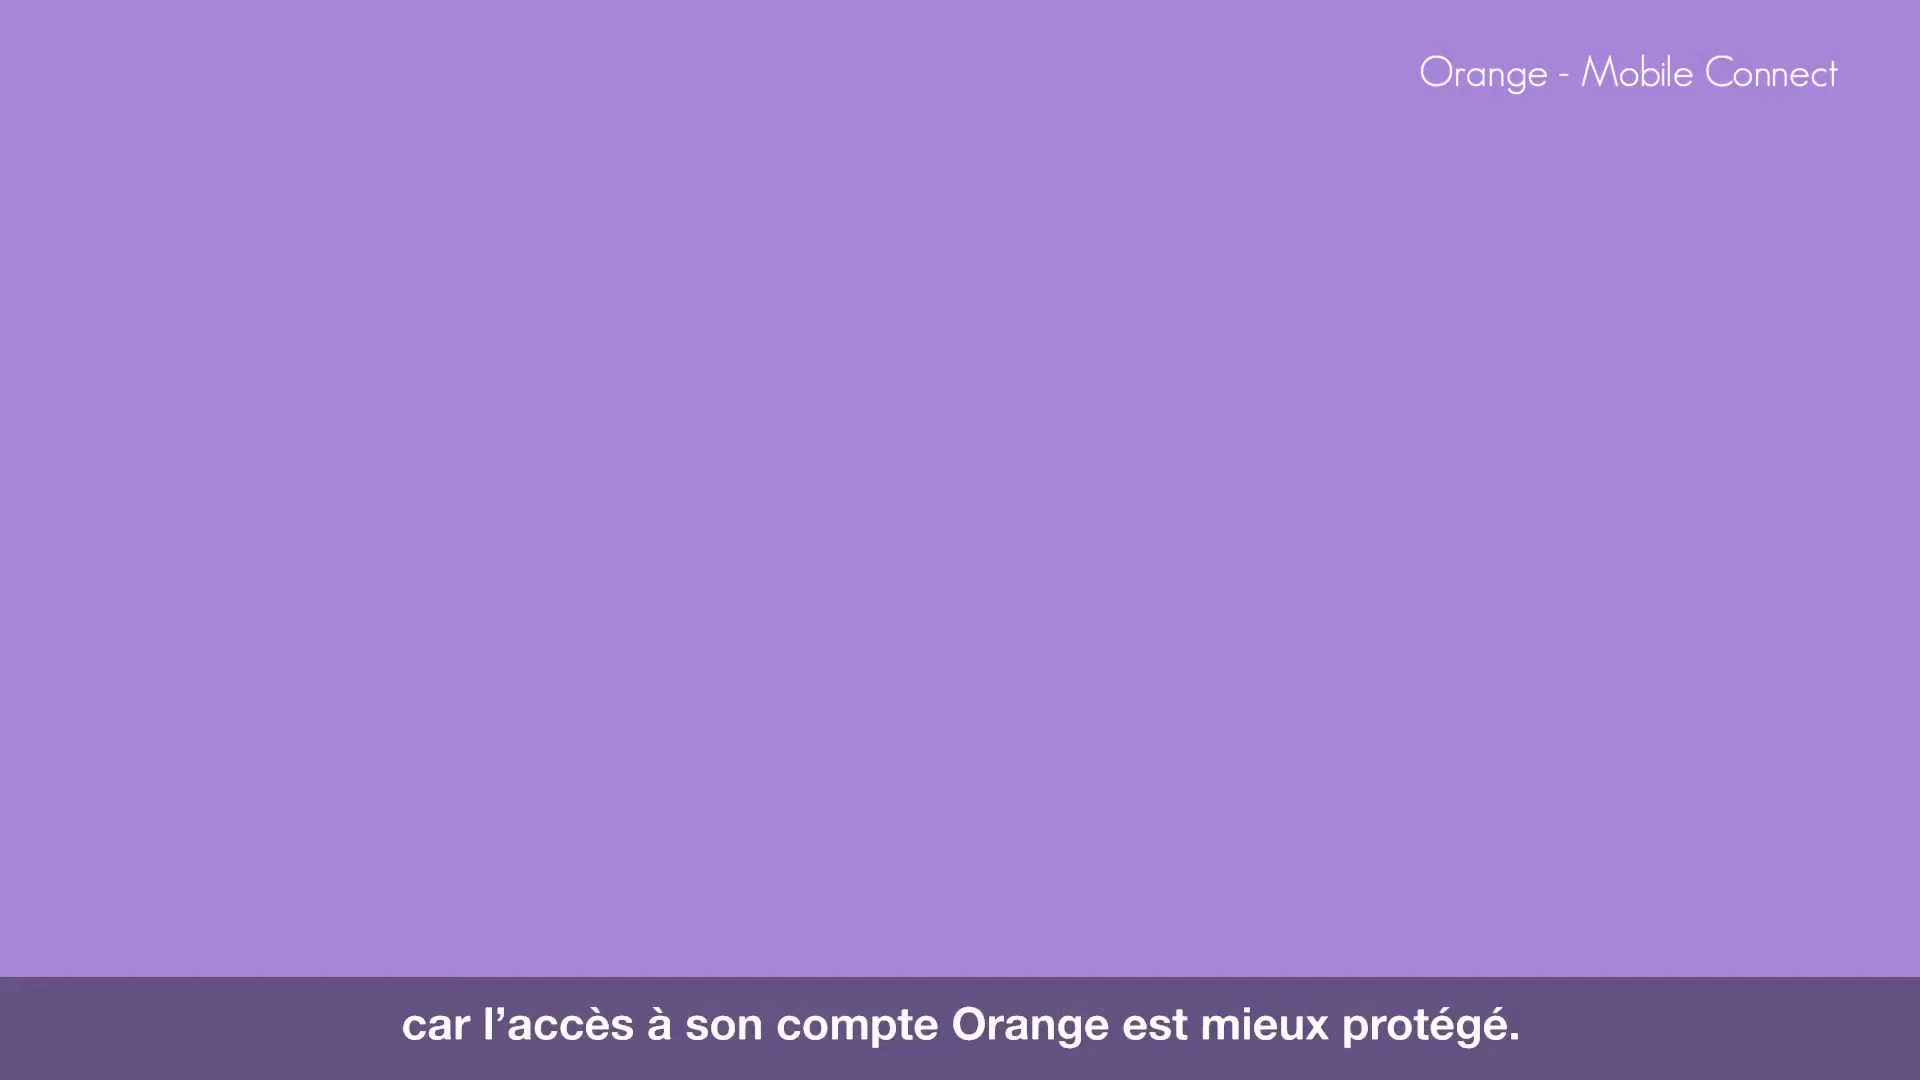 Orange - Mobile Connect
car l’accès à son compte Orange est mieux protégé.